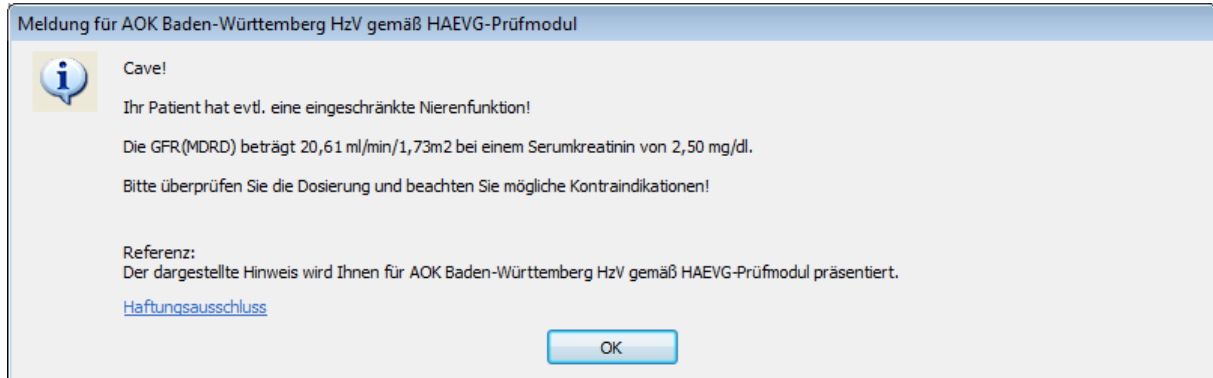 Meldung für AOK Baden-Württemberg HzV gemäß HAEVG-Prüfmodul
Cave!
Ihr Patient hat evtl. eine eingeschränkte Nierenfunktion!
Die GFR(MDRD) beträgt 20,61 ml/min/1,73m2 bei einem Serumkreatinin von 2,50 mg/dl.
Bitte überprüfen Sie die Dosierung und beachten Sie mögliche Kontraindikationen!
Referenz:
Der dargestellte Hinweis wird Ihnen für AOK Baden-Württemberg HzV gemäß HAEVG-Prüfmodul präsentiert.
Haftungsausschluss
OK